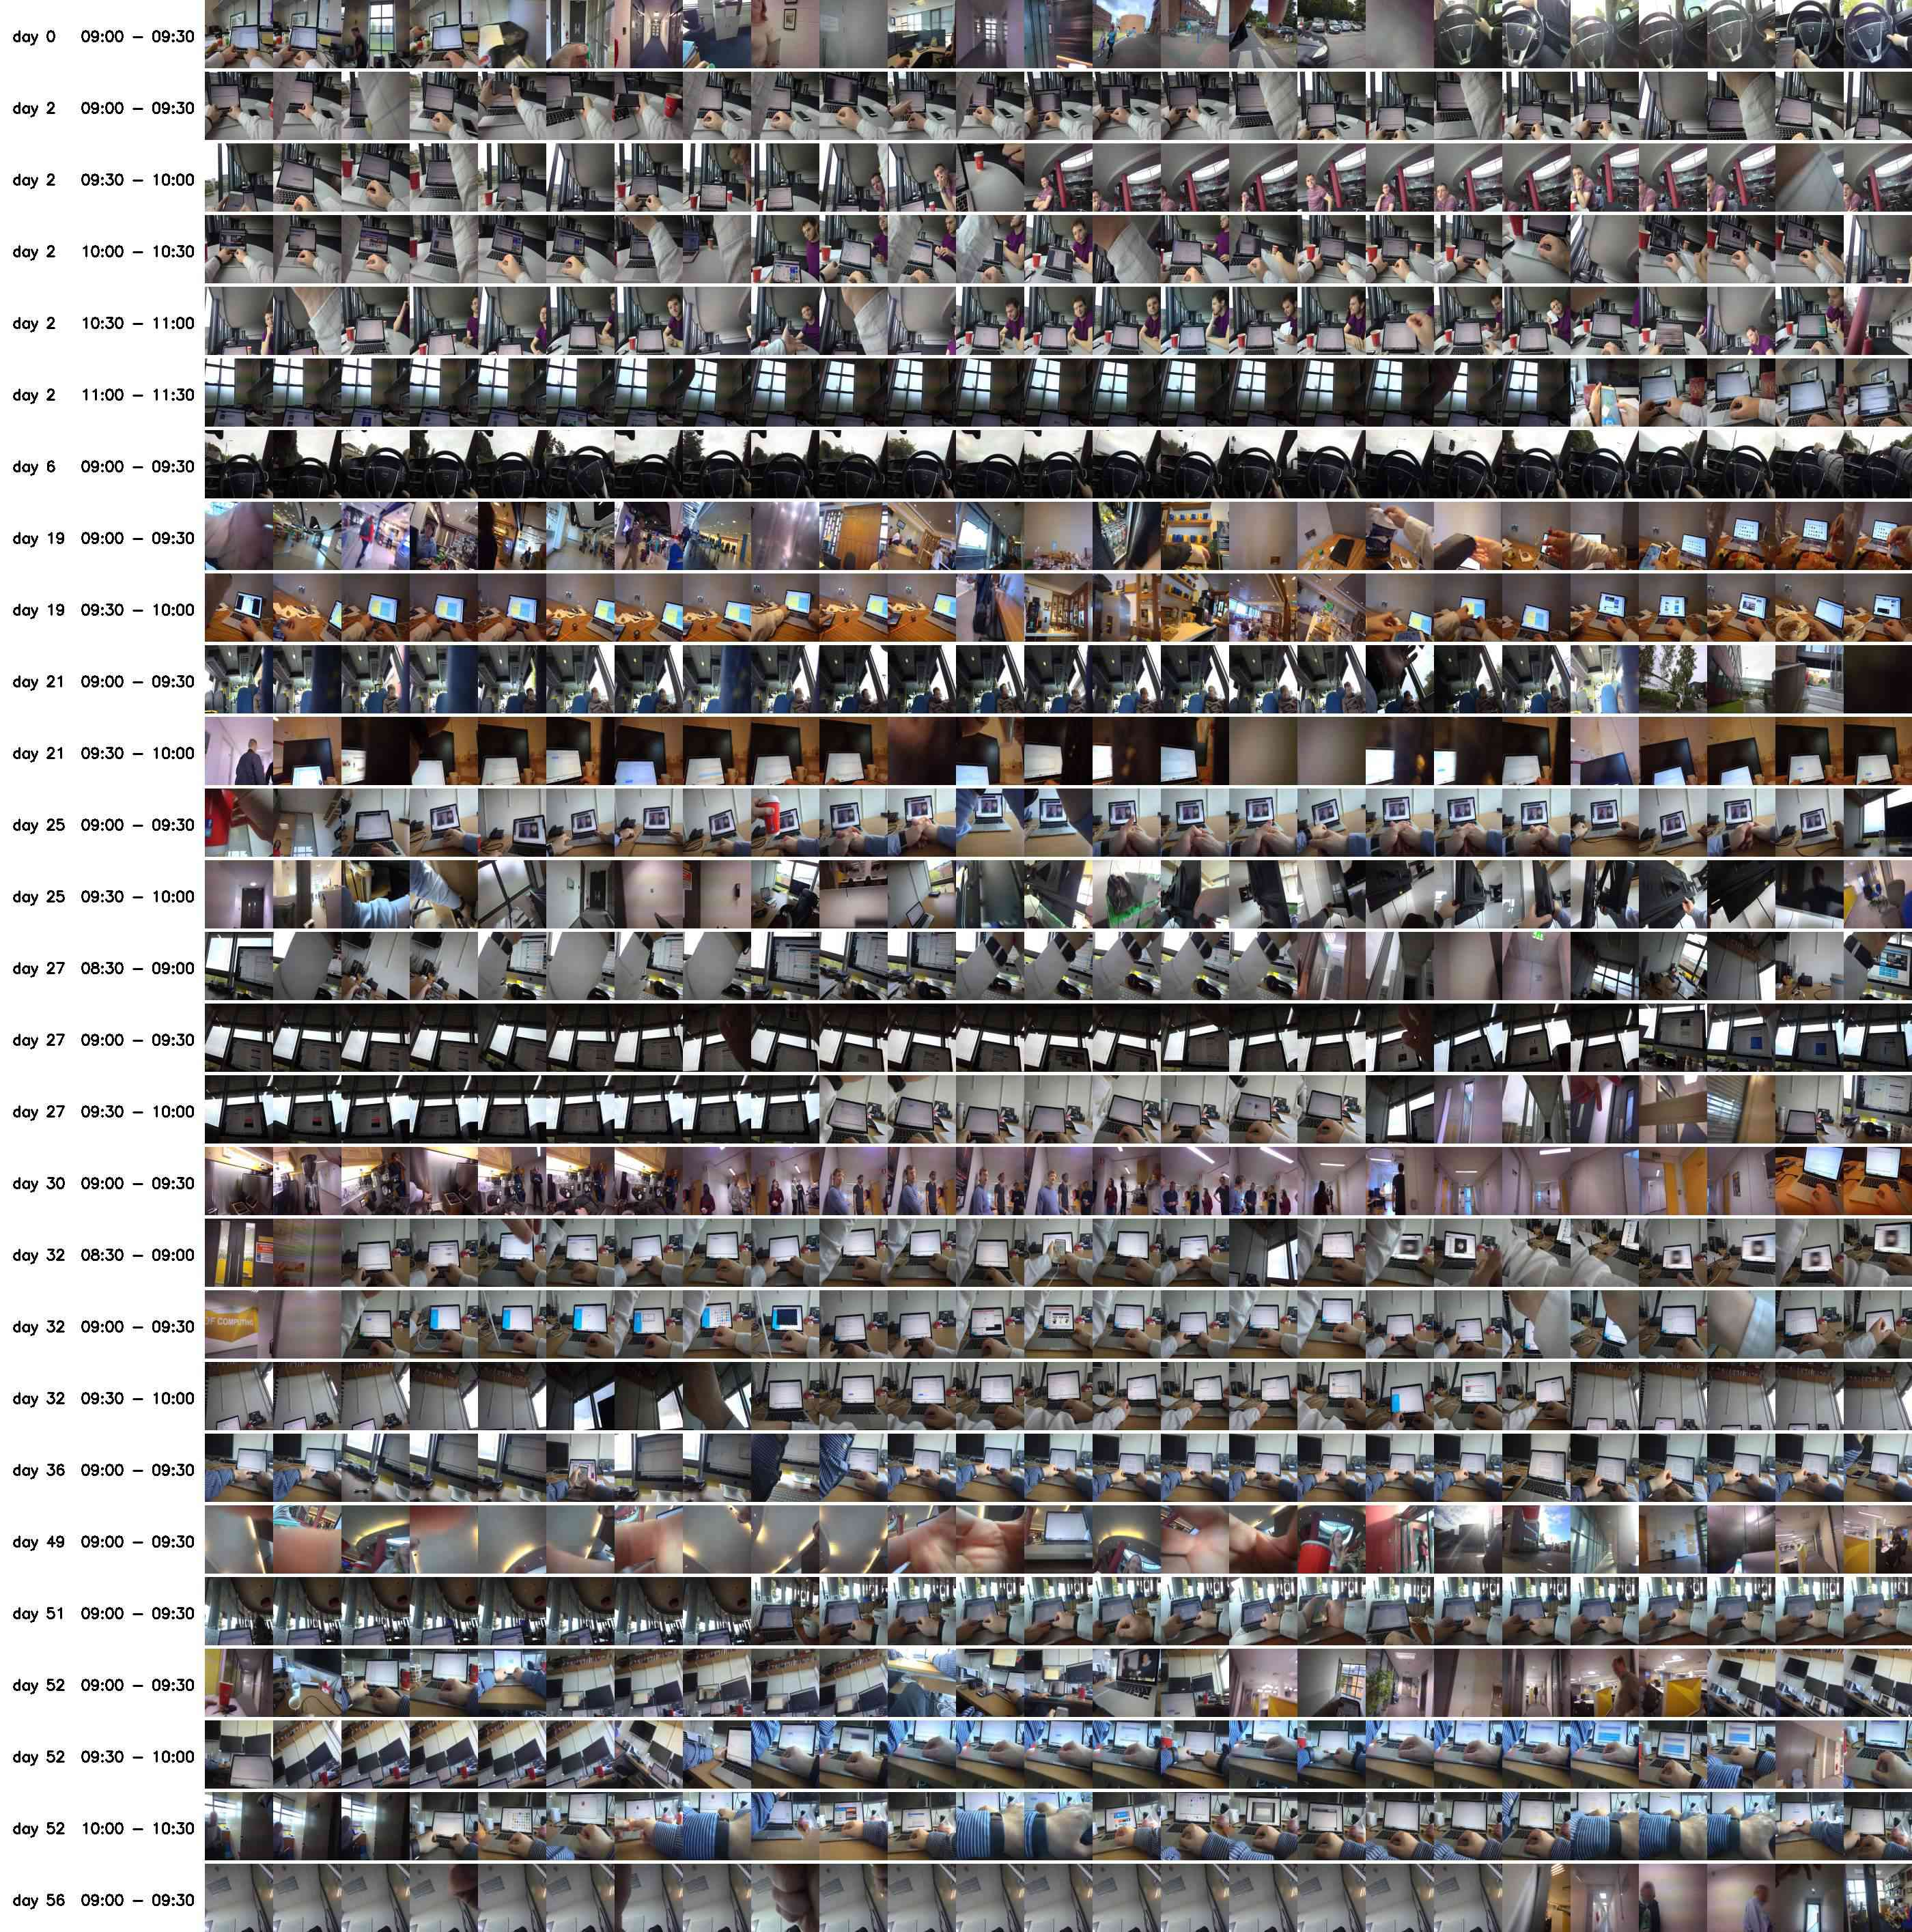 day 0 09:00 – 09:30
day 2 09:00 – 09:30
day 2 09:30 – 10:00
day 2 10:00 – 10:30
day 2 10:30 – 11:00
day 2 11:00 – 11:30
day 6 09:00 – 09:30
day 19 09:00 – 09:30
day 19 09:30 – 10:00
day 21 09:00 – 09:30
day 21 09:30 – 10:00
day 25 09:00 – 09:30
day 25 09:30 – 10:00
day 27 08:30 – 09:00
day 27 09:00 – 09:30
day 27 09:30 – 10:00
day 30 09:00 – 09:30
day 32 08:30 – 09:00
day 32 09:00 – 09:30
OF COMPUTING
day 32 09:30 – 10:00
day 36 09:00 – 09:30
day 49 09:00 – 09:30
day 51 09:00 – 09:30
day 52 09:00 – 09:30
day 52 09:30 – 10:00
day 52 10:00 – 10:30
day 56 09:00 – 09:30